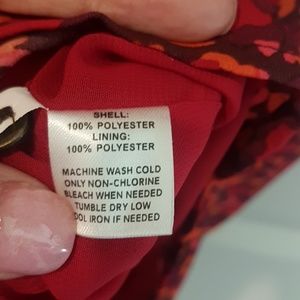 SHELL:
100% POLYESTER
LINING:
100% POLYESTER
MACHINE WASH COLD
ONLY NON-CHLORINE
BLEACH WHEN NEEDED
TUMBLE DRY LOW
OOL IRON IF NEEDED